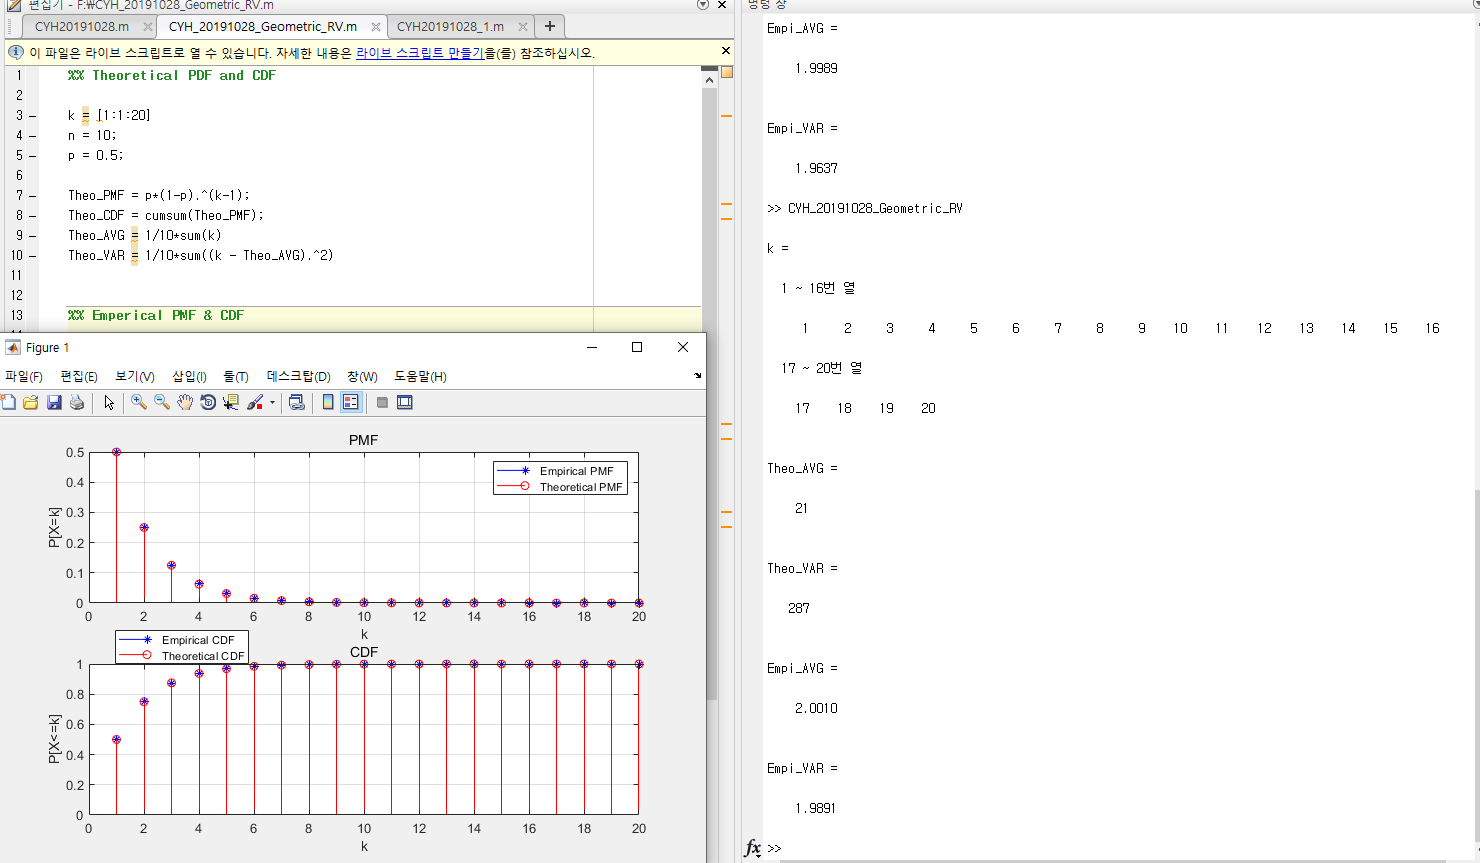 편집기 - F:₩CYH_20191028_Geometric_RV.m
CYH20191028.m
CYH_20191028_Geometric_RV.m
CYH20191028_1.m
이 파일은 라이브 스크립트로 열 수 있습니다. 자세한 내용은 라이브 스크립트 만들기을(를) 참조하십시오.
1 %% Theoretical PDF and CDF
2
3 k = [1:1:20]
4 n = 10;
5 p = 0.5;
6
7 Theo_PMF = p*(1-p).^(k-1);
8 Theo_CDF = cumsum(Theo_PMF);
9 Theo_AVG = 1/10*sum(k)
10 Theo_VAR = 1/10*sum((k - Theo_AVG).^2)
11
12
13 %% Emperical PMF & CDF
Figure 1
파일(F) 편집(E) 보기(V) 삽입(I) 툴(T) 데스크탑(D) 창(W) 도움말(H)
PMF
Empirical PMF
Theoretical PMF
P[X=k]
0.5
0.4
0.3
0.2
0.1
0
0 2 4 6 8 10 12 14 16 18 20
k
Empirical CDF
Theoretical CDF
CDF
P[X<=k]
1
0.8
0.6
0.4
0.2
0
0 2 4 6 8 10 12 14 16 18 20
k
명령 창
Empi_AVG =
1.9989
Empi_VAR =
1.9637
>> CYH_20191028_Geometric_RV
k =
1 ~ 16번 열
1 2 3 4 5 6 7 8 9 10 11 12 13 14 15 16
17 ~ 20번 열
17 18 19 20
Theo_AVG =
21
Theo_VAR =
287
Empi_AVG =
2.0010
Empi_VAR =
1.9891
fx >>